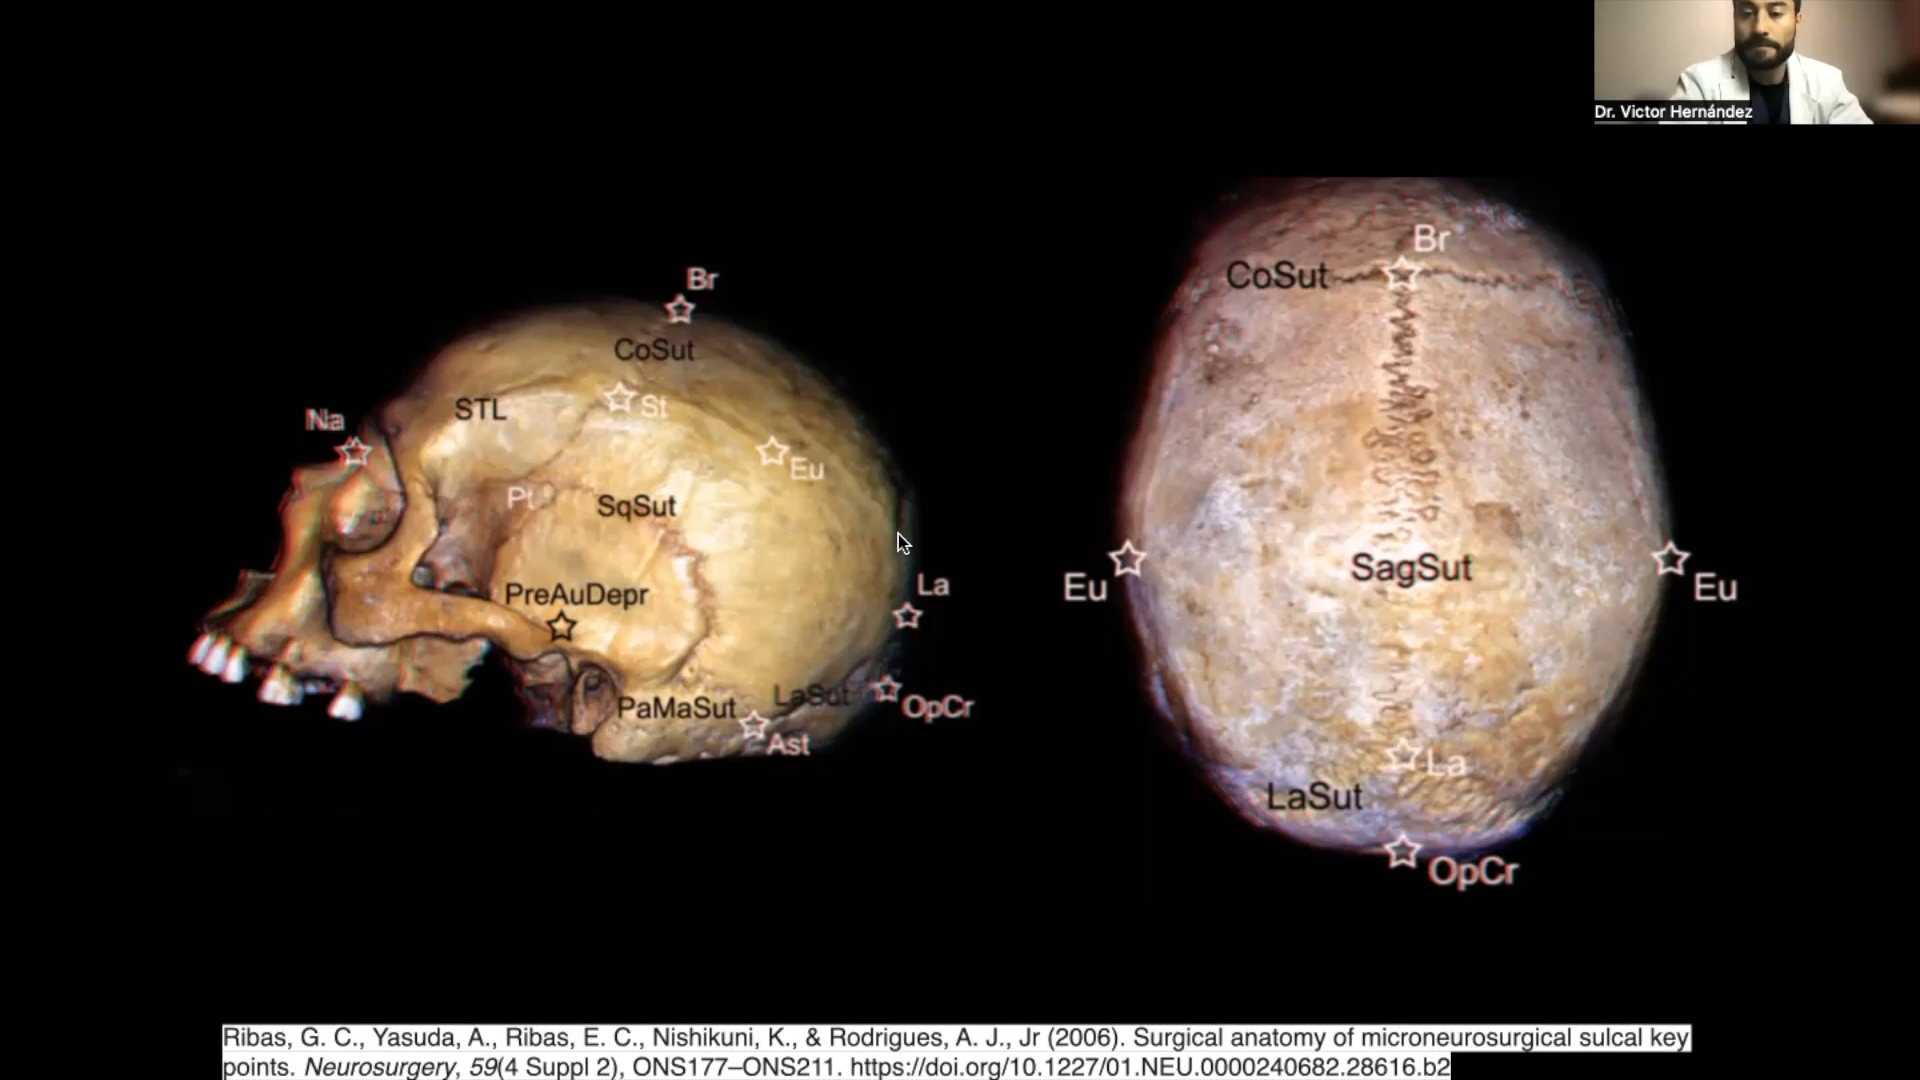 Dr. Victor Hernández
Br
CoSut
STL
St
Na
Eu
Pt
SqSut
PreAuDepr
La
PaMaSut
LaSut
OpCr
Ast
Br
CoSut
SagSut
Eu
Eu
La
LaSut
OpCr
Ribas, G. C., Yasuda, A., Ribas, E. C., Nishikuni, K., & Rodrigues, A. J., Jr (2006). Surgical anatomy of microneurosurgical sulcal key
points. Neurosurgery, 59(4 Suppl 2), ONS177–ONS211. https://doi.org/10.1227/01.NEU.0000240682.28616.b2